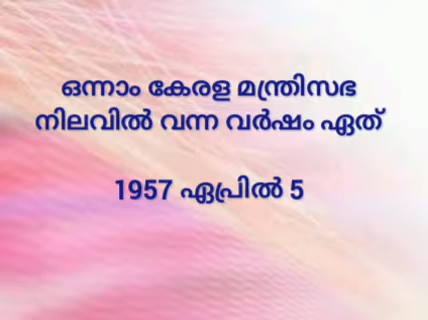 ഒന്നാം കേരള മന്ത്രിസഭ
നിലവിൽ വന്ന വർഷം ഏത്
1957 ഏപ്രിൽ 5